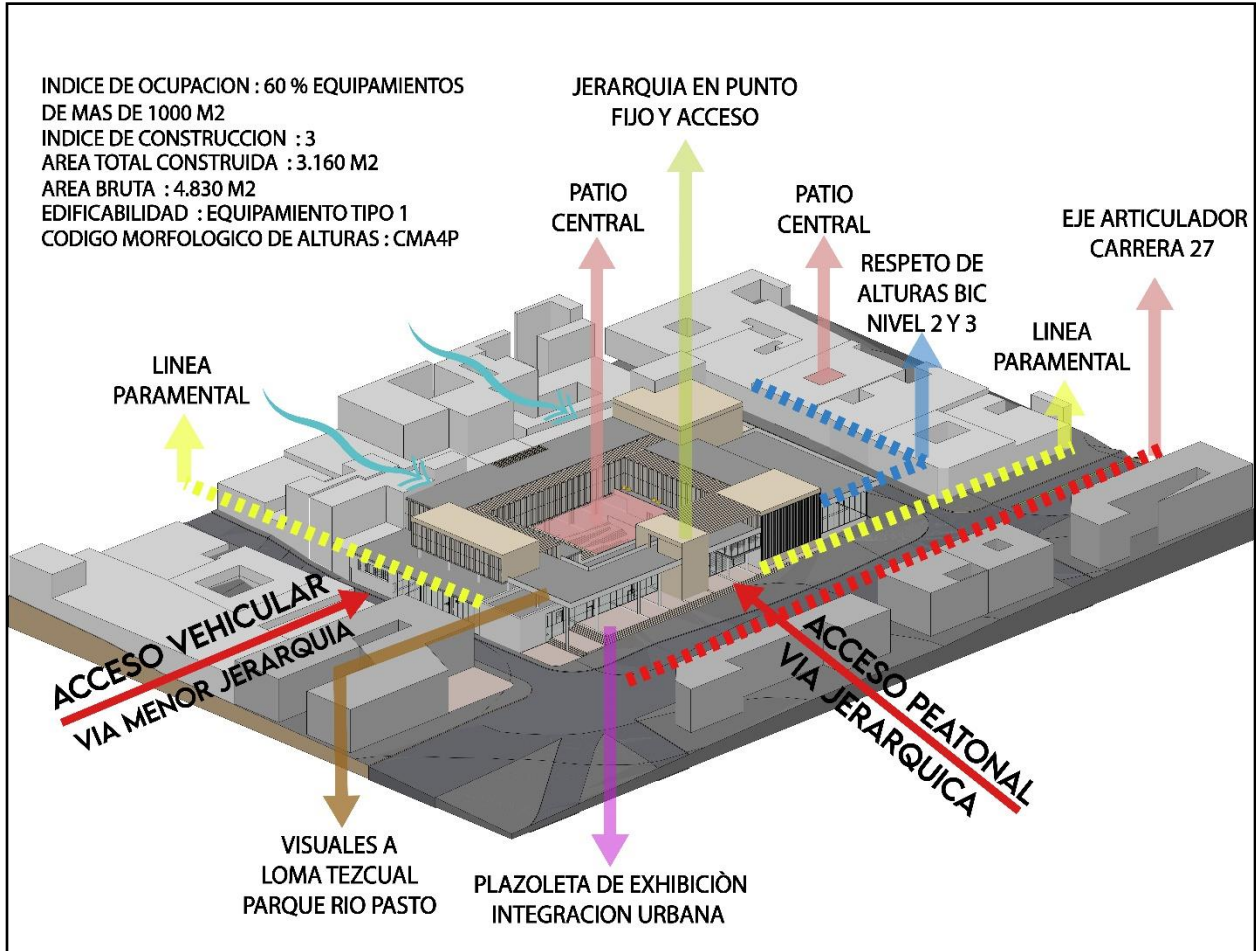 INDICE DE OCUPACION : 60 % EQUIPAMIENTOS
DE MAS DE 1000 M2
INDICE DE CONSTRUCCION : 3
AREA TOTAL CONSTRUIDA : 3.160 M2
AREA BRUTA : 4.830 M2
EDIFICABILIDAD : EQUIPAMIENTO TIPO 1
CODIGO MORFOLOGICO DE ALTURAS : CMA4P
JERARQUIA EN PUNTO
FIJO Y ACCESO
PATIO
CENTRAL
PATIO
CENTRAL
EJE ARTICULADOR
CARRERA 27
RESPETO DE
ALTURAS BIC
NIVEL 2 Y 3
LINEA
PARAMENTAL
LINEA
PARAMENTAL
ACCESO VEHICULAR
VIA MENOR JERARQUIA
ACCESO PEATONAL
VIA JERARQUICA
VISUALES A
LOMA TEZCUAL
PARQUE RIO PASTO
PLAZOLETA DE EXHIBICIÒN
INTEGRACION URBANA